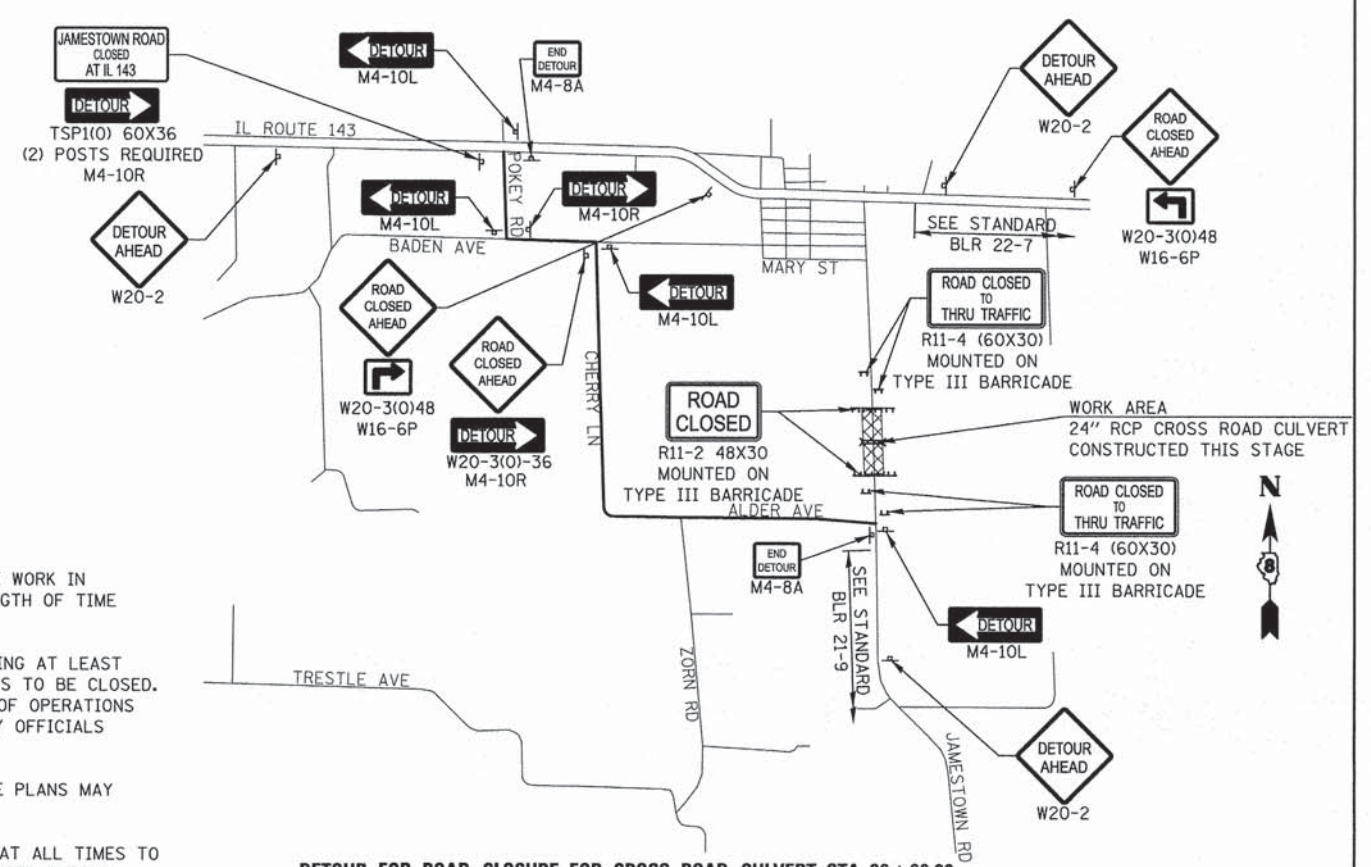 JAMESTOWN ROAD
CLOSED
AT IL 143
DETOUR
TSP1(0) 60X36
(2) POSTS REQUIRED
M4-10R
DETOUR
M4-10L
END
DETOUR
M4-8A
DETOUR
AHEAD
W20-2
ROAD
CLOSED
AHEAD
W20-3(0)48
W16-6P
IL ROUTE 143
POKEY RD
DETOUR
M4-10L
DETOUR
M4-10R
BADEN AVE
DETOUR
AHEAD
W20-2
SEE STANDARD
BLR 22-7
MARY ST
ROAD
CLOSED
AHEAD
W20-3(0)48
W16-6P
ROAD
CLOSED
AHEAD
DETOUR
W20-3(0)-36
M4-10R
DETOUR
M4-10L
CHERRY LN
ROAD CLOSED
TO
THRU TRAFFIC
R11-4 (60X30)
MOUNTED ON
TYPE III BARRICADE
ROAD
CLOSED
R11-2 48X30
MOUNTED ON
TYPE III BARRICADE
WORK AREA
24" RCP CROSS ROAD CULVERT
CONSTRUCTED THIS STAGE
ALDER AVE
ROAD CLOSED
TO
THRU TRAFFIC
R11-4 (60X30)
MOUNTED ON
TYPE III BARRICADE
N
8
END
DETOUR
M4-8A
SEE STANDARD
BLR 21-9
DETOUR
M4-10L
ZORN RD
TRESTLE AVE
JAMESTOWN RD
DETOUR
AHEAD
W20-2
WORK IN
GTH OF TIME
ING AT LEAST
S TO BE CLOSED.
OF OPERATIONS
Y OFFICIALS
E PLANS MAY
AT ALL TIMES TO